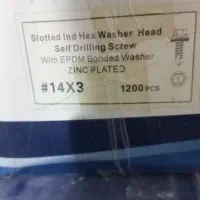 Slotted Ind Hex Washer Head
Self Drilling Screw
With EPDM Bonded Washer
ZINC PLATED
#14X3 1200 PCS